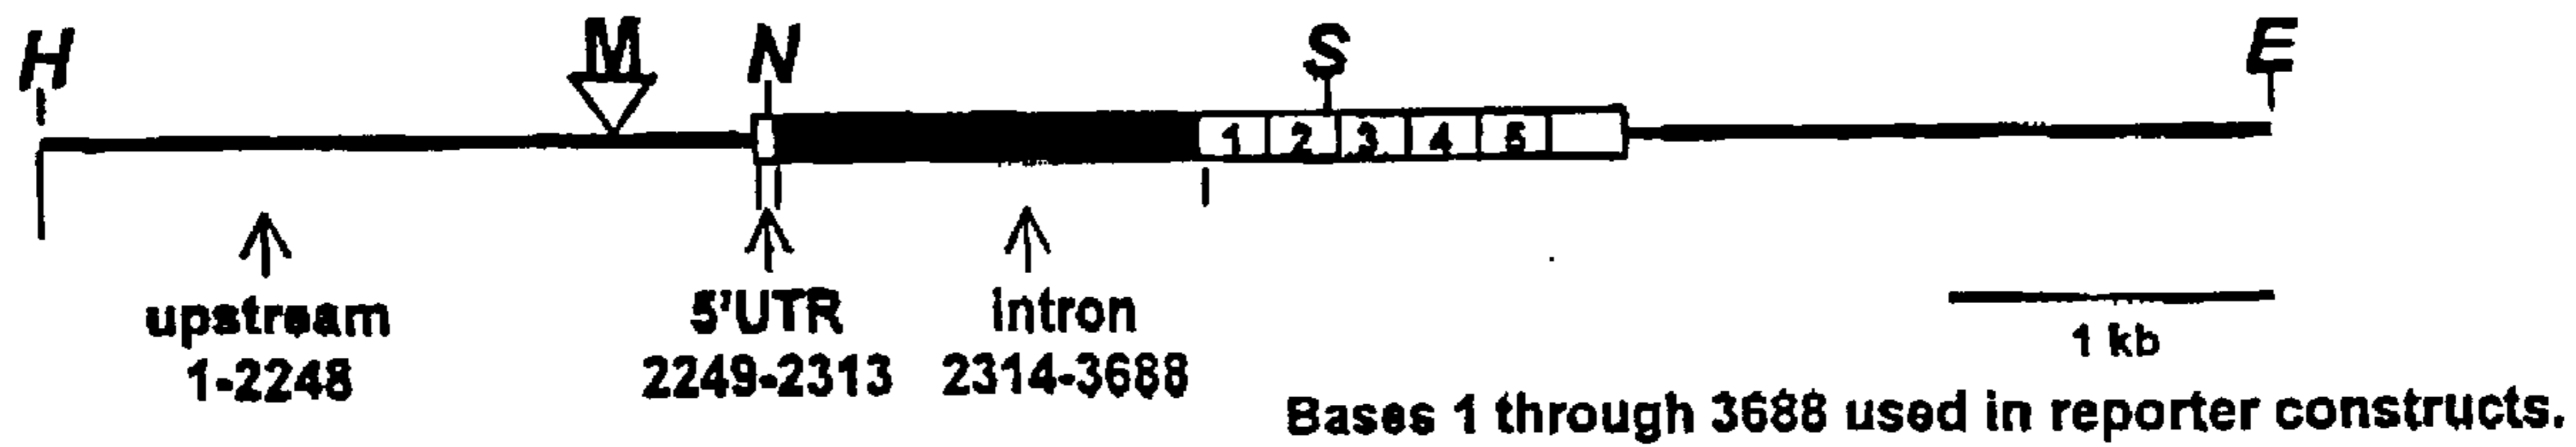 H M N S E
1 2 3 4 5
upstream 5'UTR intron 1 kb
1-2248 2249-2313 2314-3688
Bases 1 through 3688 used in reporter constructs.